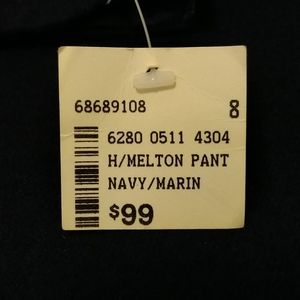 68689108 8
6280 0511 4304
H/MELTON PANT
NAVY/MARIN
$99